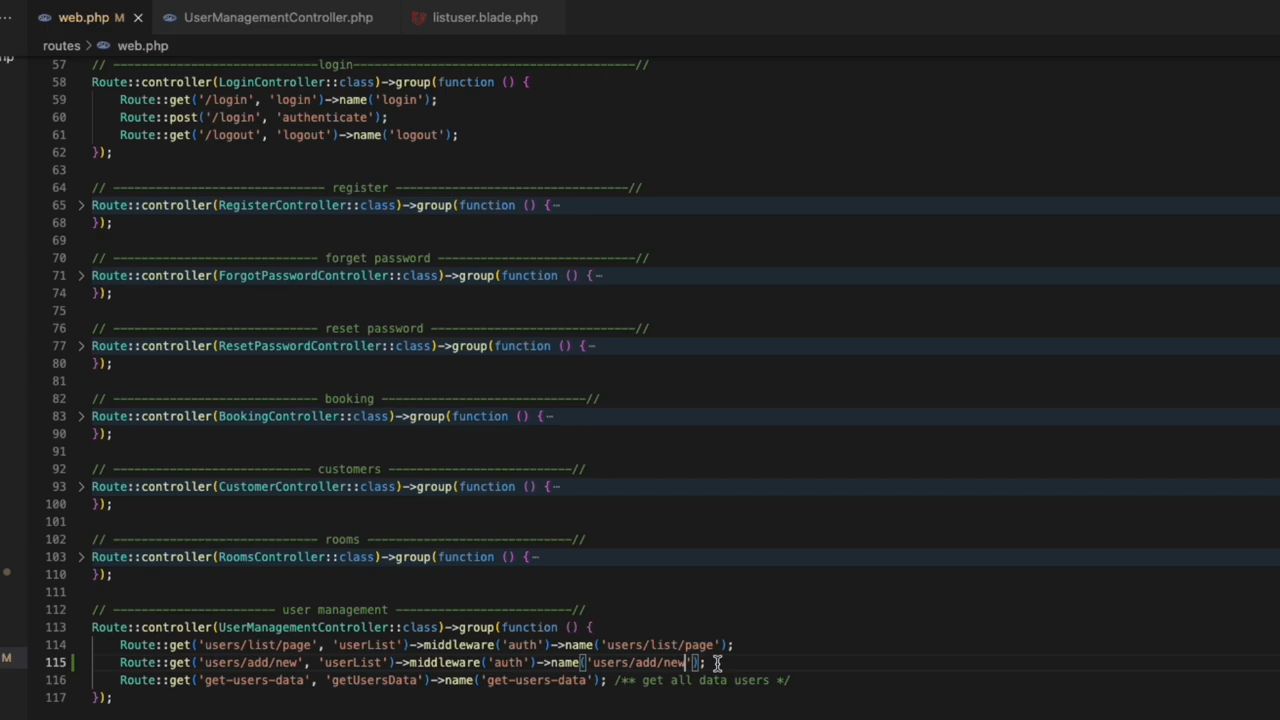 web.php M
UserManagementController.php
listuser.blade.php
routes > web.php
57 // -----------------------------login----------------------------------------//
58 Route::controller(LoginController::class)->group(function () {
59 Route::get('/login', 'login')->name('login');
60 Route::post('/login', 'authenticate');
61 Route::get('/logout', 'logout')->name('logout');
62 });
63
64 // ------------------------------ register ---------------------------------//
65 Route::controller(RegisterController::class)->group(function () {
68 });
69
70 // ----------------------------- forget password ----------------------------//
71 Route::controller(ForgotPasswordController::class)->group(function () {
74 });
75
76 // ----------------------------- reset password -----------------------------//
77 Route::controller(ResetPasswordController::class)->group(function () {
80 });
81
82 // ----------------------------- booking -----------------------------//
83 Route::controller(BookingController::class)->group(function () {
90 });
91
92 // ---------------------------- customers --------------------------//
93 Route::controller(CustomerController::class)->group(function () {
100 });
101
102 // ----------------------------- rooms -----------------------------//
103 Route::controller(RoomsController::class)->group(function () {
110 });
111
112 // ----------------------- user management -------------------------//
113 Route::controller(UserManagementController::class)->group(function () {
114 Route::get('users/list/page', 'userList')->middleware('auth')->name('users/list/page');
115 Route::get('users/add/new', 'userList')->middleware('auth')->name('users/add/new');
116 Route::get('get-users-data', 'getUsersData')->name('get-users-data'); /** get all data users */
117 });
M